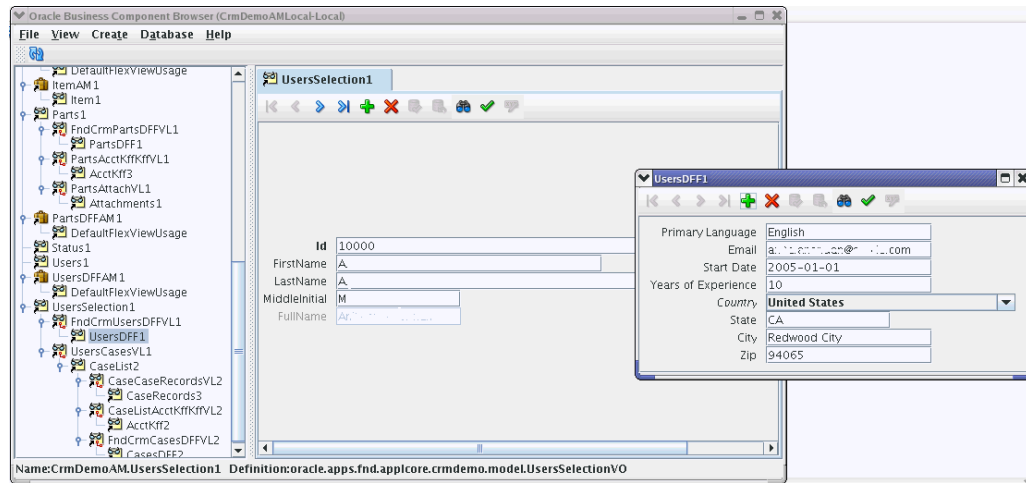 Oracle Business Component Browser (CrmDemoAMLocal-Local)
File View Create Database Help
DefaultFlexViewUsage
ItemAM1
Item1
Parts1
FndCrmPartsDFFVL1
PartsDFF1
PartsAcctKffKffVL1
AcctKff3
PartsAttachVL1
Attachments1
PartsDFFAM1
DefaultFlexViewUsage
Status1
Users1
UsersDFFAM1
DefaultFlexViewUsage
UsersSelection1
FndCrmUsersDFFVL1
UsersDFF1
UsersCasesVL1
CaseList2
CaseCaseRecordsVL2
CaseRecords3
CaseListAcctKffKffVL2
AcctKff2
FndCrmCasesDFFVL2
CasesDFF2
UsersSelection1
Id 10000
FirstName A
LastName A
MiddleInitial M
FullName
UsersDFF1
Primary Language English
Email
Start Date 2005-01-01
Years of Experience 10
Country United States
State CA
City Redwood City
Zip 94065
Name:CrmDemoAM.UsersSelection1 Definition:oracle.apps.fnd.applcore.crmdemo.model.UsersSelectionVO